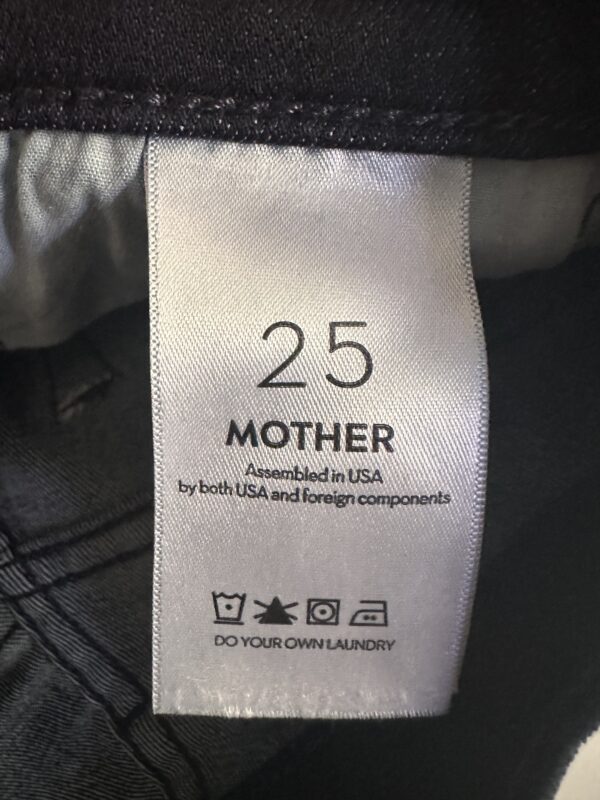 25
MOTHER
Assembled in USA
by both USA and foreign components
DO YOUR OWN LAUNDRY